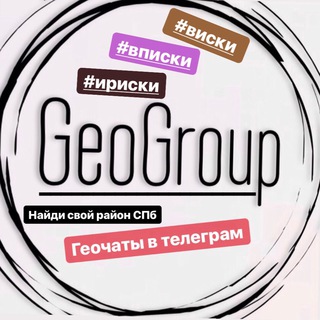 #виски
#вписки
#ириски
GeoGroup
Найди свой район СПб
Геочаты в телеграм